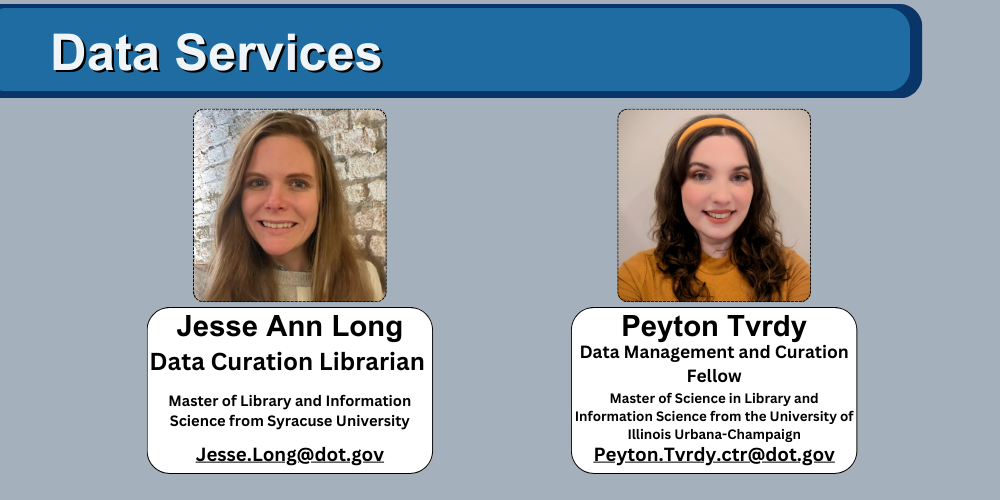 Data Services
Jesse Ann Long
Data Curation Librarian
Master of Library and Information
Science from Syracuse University
Jesse.Long@dot.gov
Peyton Tvrdy
Data Management and Curation
Fellow
Master of Science in Library and
Information Science from the University of
Illinois Urbana-Champaign
Peyton.Tvrdy.ctr@dot.gov